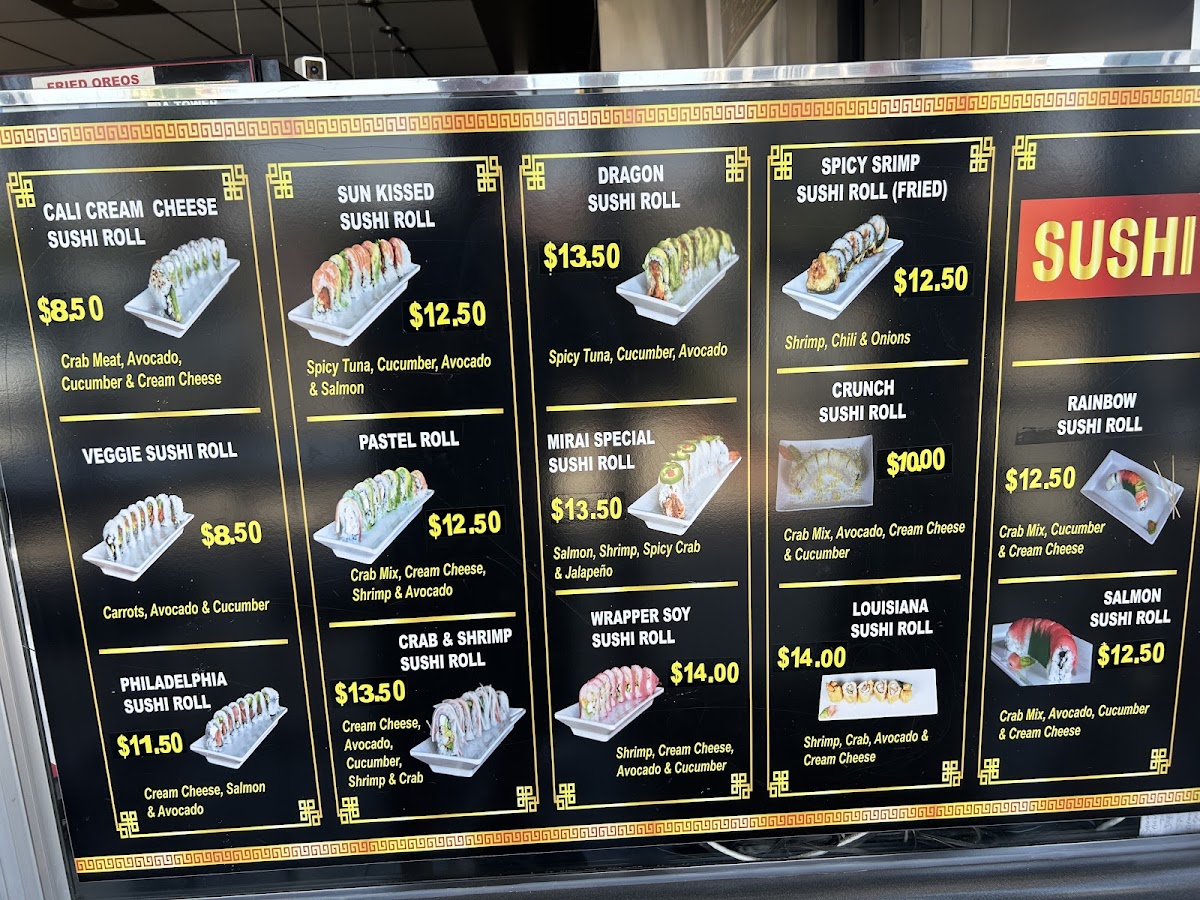 FRIED OREOS
CALI CREAM CHEESE
SUSHI ROLL
$8.50
Crab Meat, Avocado,
Cucumber & Cream Cheese
VEGGIE SUSHI ROLL
$8.50
Carrots, Avocado & Cucumber
PHILADELPHIA
SUSHI ROLL
$11.50
Cream Cheese, Salmon
& Avocado
SUN KISSED
SUSHI ROLL
$12.50
Spicy Tuna, Cucumber, Avocado
& Salmon
PASTEL ROLL
$12.50
Crab Mix, Cream Cheese,
Shrimp & Avocado
CRAB & SHRIMP
SUSHI ROLL
$13.50
Cream Cheese,
Avocado,
Cucumber,
Shrimp & Crab
DRAGON
SUSHI ROLL
$13.50
Spicy Tuna, Cucumber, Avocado
MIRAI SPECIAL
SUSHI ROLL
$13.50
Salmon, Shrimp, Spicy Crab
& Jalapeño
WRAPPER SOY
SUSHI ROLL
$14.00
Shrimp, Cream Cheese,
Avocado & Cucumber
SPICY SRIMP
SUSHI ROLL (FRIED)
$12.50
Shrimp, Chili & Onions
CRUNCH
SUSHI ROLL
$10.00
Crab Mix, Avocado, Cream Cheese
& Cucumber
LOUISIANA
SUSHI ROLL
$14.00
Shrimp, Crab, Avocado &
Cream Cheese
SUSHI
RAINBOW
SUSHI ROLL
$12.50
Crab Mix, Cucumber
& Cream Cheese
SALMON
SUSHI ROLL
$12.50
Crab Mix, Avocado, Cucumber
& Cream Cheese